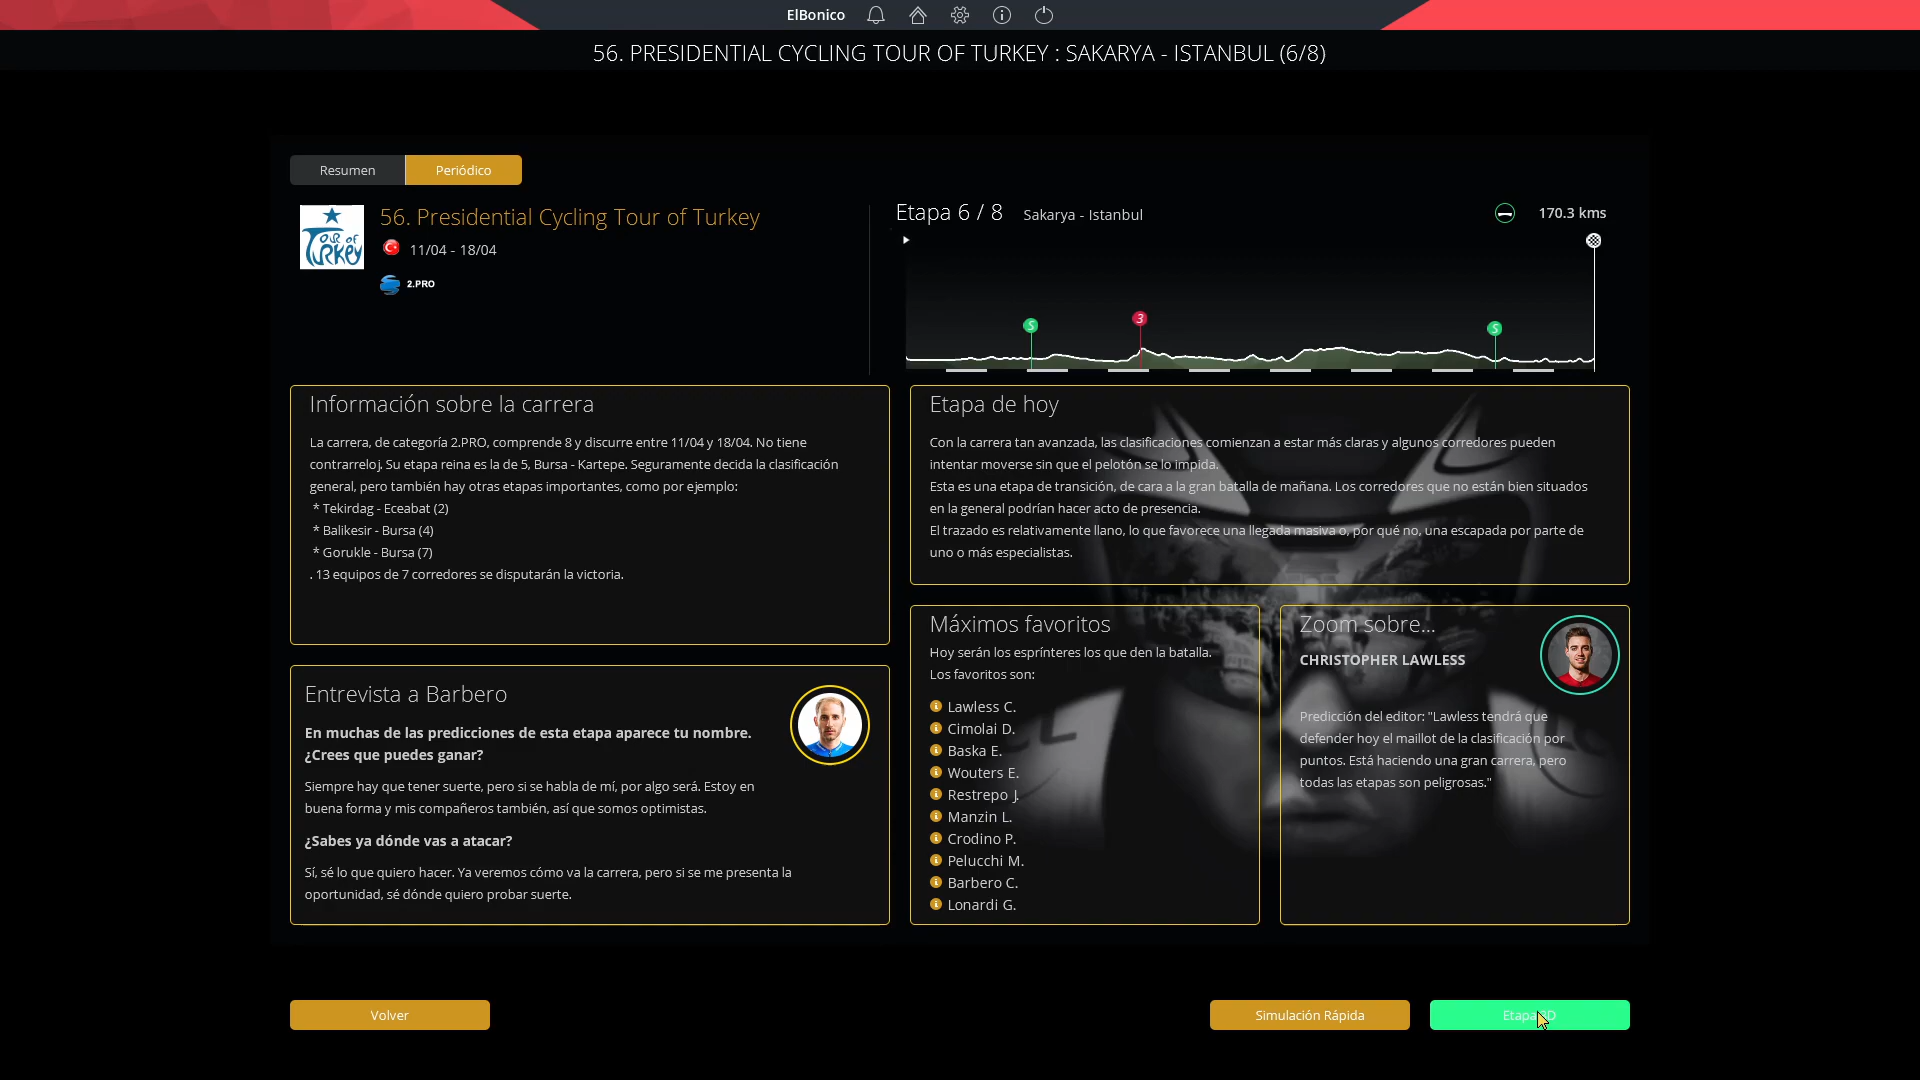 ElBonico
56. PRESIDENTIAL CYCLING TOUR OF TURKEY : SAKARYA - ISTANBUL (6/8)
Resumen
Periódico
TOUR OF TURKEY
56. Presidential Cycling Tour of Turkey
11/04 - 18/04
2.PRO
Etapa 6 / 8
Sakarya - Istanbul
170.3 kms
S
3
S
Información sobre la carrera
La carrera, de categoría 2.PRO, comprende 8 y discurre entre 11/04 y 18/04. No tiene
contrarreloj. Su etapa reina es la de 5, Bursa - Kartepe. Seguramente decida la clasificación
general, pero también hay otras etapas importantes, como por ejemplo:
* Tekirdag - Eceabat (2)
* Balikesir - Bursa (4)
* Gorukle - Bursa (7)
. 13 equipos de 7 corredores se disputarán la victoria.
Etapa de hoy
Con la carrera tan avanzada, las clasificaciones comienzan a estar más claras y algunos corredores pueden
intentar moverse sin que el pelotón se lo impida.
Esta es una etapa de transición, de cara a la gran batalla de mañana. Los corredores que no están bien situados
en la general podrían hacer acto de presencia.
El trazado es relativamente llano, lo que favorece una llegada masiva o, por qué no, una escapada por parte de
uno o más especialistas.
Entrevista a Barbero
En muchas de las predicciones de esta etapa aparece tu nombre.
¿Crees que puedes ganar?
Siempre hay que tener suerte, pero si se habla de mí, por algo será. Estoy en
buena forma y mis compañeros también, así que somos optimistas.
¿Sabes ya dónde vas a atacar?
Sí, sé lo que quiero hacer. Ya veremos cómo va la carrera, pero si se me presenta la
oportunidad, sé dónde quiero probar suerte.
Máximos favoritos
Hoy serán los esprínteres los que den la batalla.
Los favoritos son:
Lawless C.
Cimolai D.
Baska E.
Wouters E.
Restrepo J.
Manzin L.
Crodino P.
Pelucchi M.
Barbero C.
Lonardi G.
Zoom sobre...
CHRISTOPHER LAWLESS
Predicción del editor: "Lawless tendrá que
defender hoy el maillot de la clasificación por
puntos. Está haciendo una gran carrera, pero
todas las etapas son peligrosas."
Volver
Simulación Rápida
Etapa